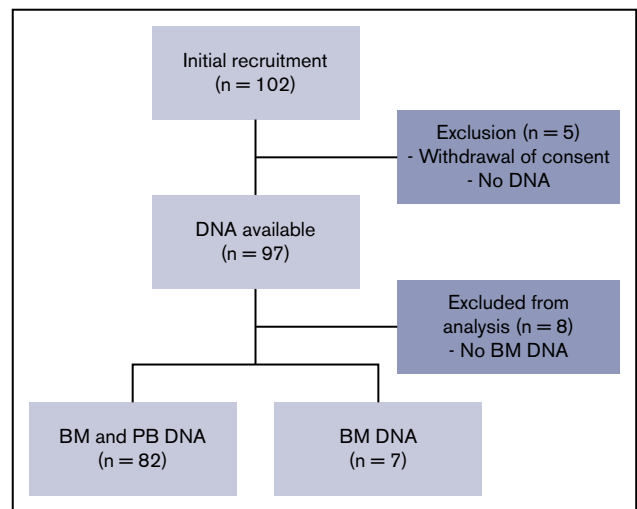 Initial recruitment
(n = 102)
Exclusion (n = 5)
- Withdrawal of consent
- No DNA
DNA available
(n = 97)
Excluded from
analysis (n = 8)
- No BM DNA
BM and PB DNA
(n = 82)
BM DNA
(n = 7)